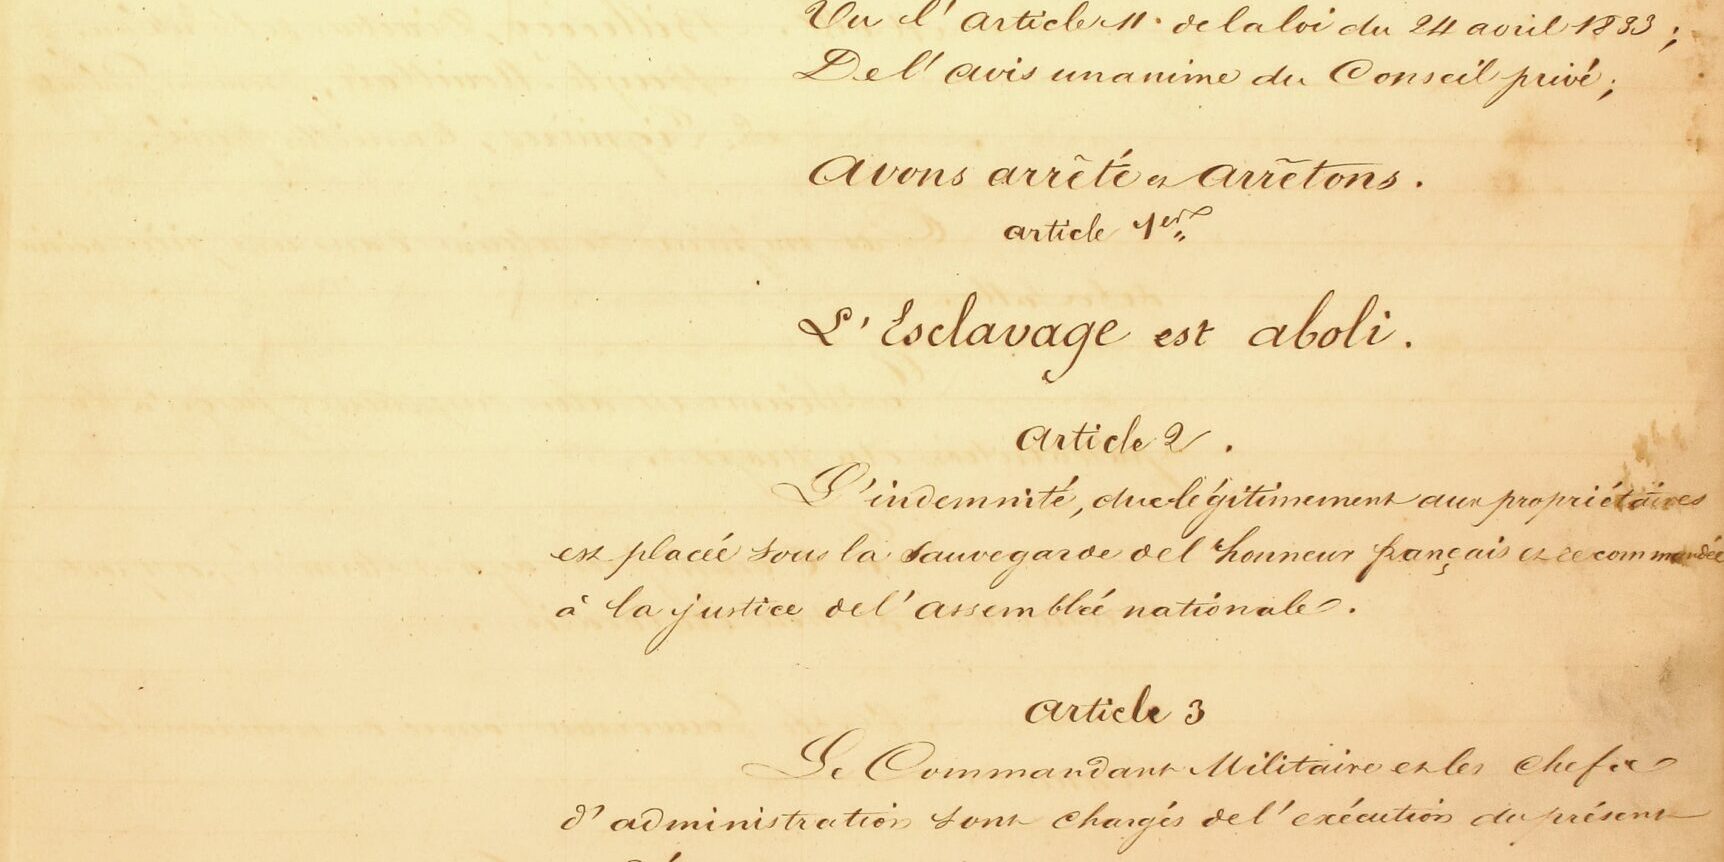 Vu l'article 11 de la loi du 24 avril 1833;
De l'avis unanime du Conseil privé;
Avons arrêté et arrêtons.
article 1er
L'Esclavage est aboli.
article 2.
L'indemnité, due légitimement aux propriétaires
est placée sous la sauvegarde de l'honneur français et recommandée
à la justice de l'assemblée nationale.
article 3
Le Commandant Militaire et les chefs
d'administration sont chargés de l'exécution du présent